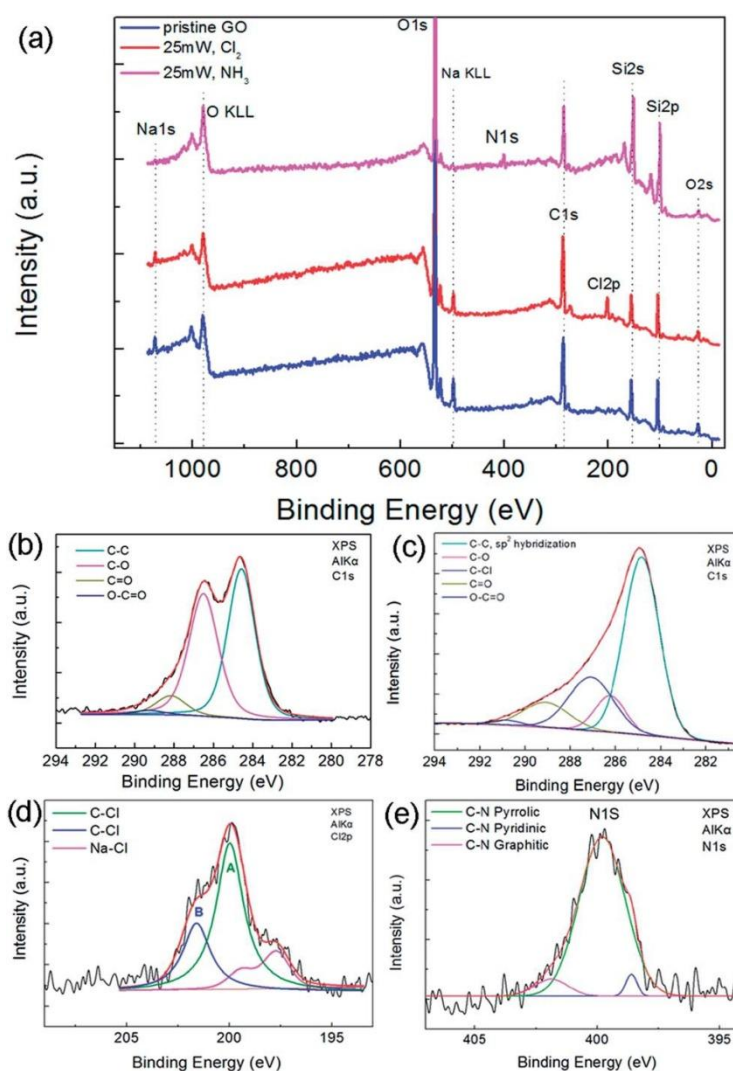 (a)
pristine GO
25mW, Cl₂
25mW, NH₃
O1s
Na KLL
Si2s
Si2p
Na1s
O KLL
N1s
O2s
C1s
Cl2p
Intensity (a.u.)
1000 800 600 400 200 0
Binding Energy (eV)
(b)
C-C
C-O
C=O
O-C=O
XPS
AlKα
C1s
Intensity (a.u.)
294 292 290 288 286 284 282 280 278
Binding Energy (eV)
(c)
C-C, sp² hybridization
C-O
C-Cl
C=O
O-C=O
XPS
AlKα
C1s
Intensity (a.u.)
294 292 290 288 286 284 282
Binding Energy (eV)
(d)
C-Cl
C-Cl
Na-Cl
XPS
AlKα
Cl2p
A
B
Intensity (a.u.)
205 200 195
Binding Energy (eV)
(e)
C-N Pyrrolic
C-N Pyridinic
C-N Graphitic
N1S
XPS
AlKα
N1s
Intensity (a.u.)
405 400 395
Binding Energy (eV)